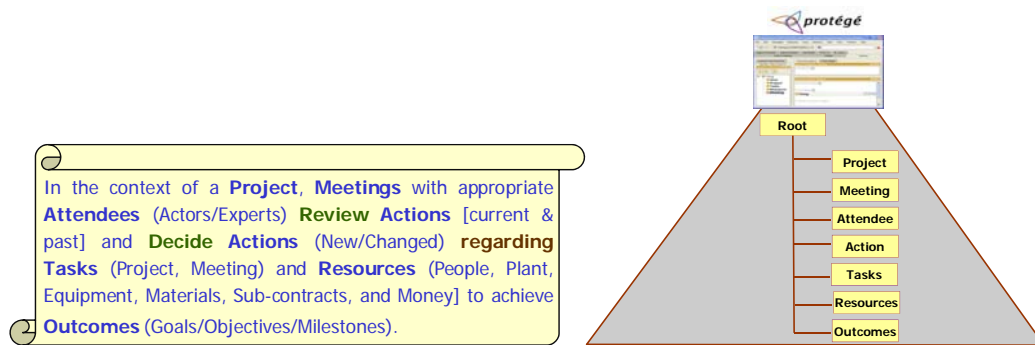 In the context of a Project, Meetings with appropriate
Attendees (Actors/Experts) Review Actions [current &
past] and Decide Actions (New/Changed) regarding
Tasks (Project, Meeting) and Resources (People, Plant,
Equipment, Materials, Sub-contracts, and Money] to achieve
Outcomes (Goals/Objectives/Milestones).
protégé
Root
Project
Meeting
Attendee
Action
Tasks
Resources
Outcomes